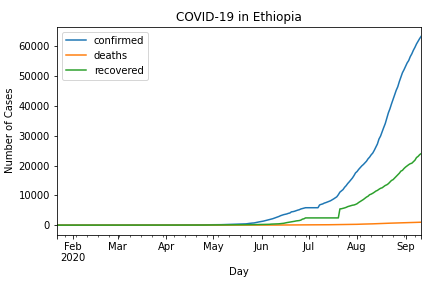 COVID-19 in Ethiopia
confirmed
deaths
recovered
Number of Cases
60000
50000
40000
30000
20000
10000
0
Feb Mar Apr May Jun Jul Aug Sep
2020
Day